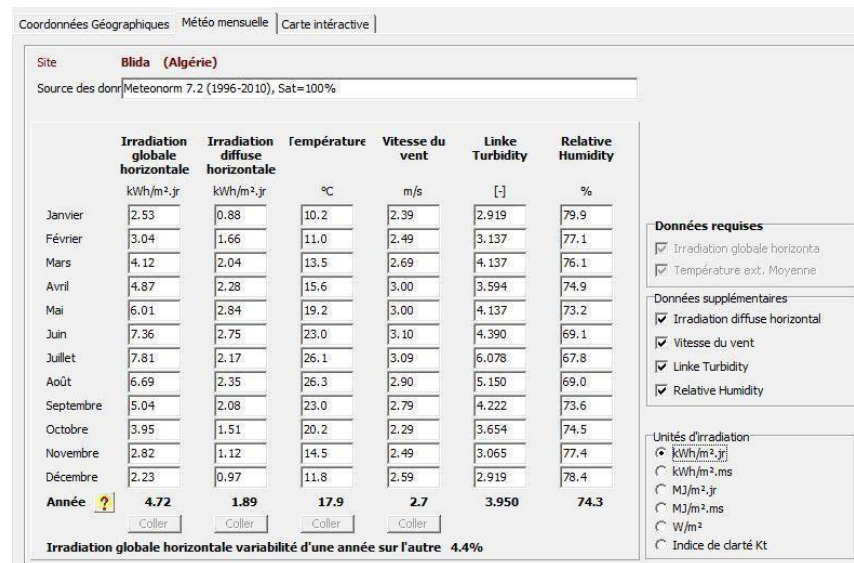 Coordonnées Géographiques Météo mensuelle Carte intéractive
Site Blida (Algérie)
Source des donr Meteonorm 7.2 (1996-2010), Sat=100%
Irradiation globale horizontale Irradiation diffuse horizontale Température Vitesse du vent Linke Turbidity Relative Humidity
kWh/m².jr kWh/m².jr °C m/s [-] %
Janvier 2.53 0.88 10.2 2.39 2.919 79.9
Février 3.04 1.66 11.0 2.49 3.137 77.1
Mars 4.12 2.04 13.5 2.69 4.137 76.1
Avril 4.87 2.28 15.6 3.00 3.594 74.9
Mai 6.01 2.84 19.2 3.00 4.137 73.2
Juin 7.36 2.75 23.0 3.10 4.390 69.1
Juillet 7.81 2.17 26.1 3.09 6.078 67.8
Août 6.69 2.35 26.3 2.90 5.150 69.0
Septembre 5.04 2.08 23.0 2.79 4.222 73.6
Octobre 3.95 1.51 20.2 2.29 3.654 74.5
Novembre 2.82 1.12 14.5 2.49 3.065 77.4
Décembre 2.23 0.97 11.8 2.59 2.919 78.4
Année ? 4.72 1.89 17.9 2.7 3.950 74.3
Coller Coller Coller Coller
Irradiation globale horizontale variabilité d'une année sur l'autre 4.4%
Données requises
Irradiation globale horizonta
Température ext. Moyenne
Données supplémentaires
Irradiation diffuse horizontal
Vitesse du vent
Linke Turbidity
Relative Humidity
Unités d'irradiation
kWh/m².jr
kWh/m².ms
MJ/m².jr
MJ/m².ms
W/m²
Indice de clarté Kt